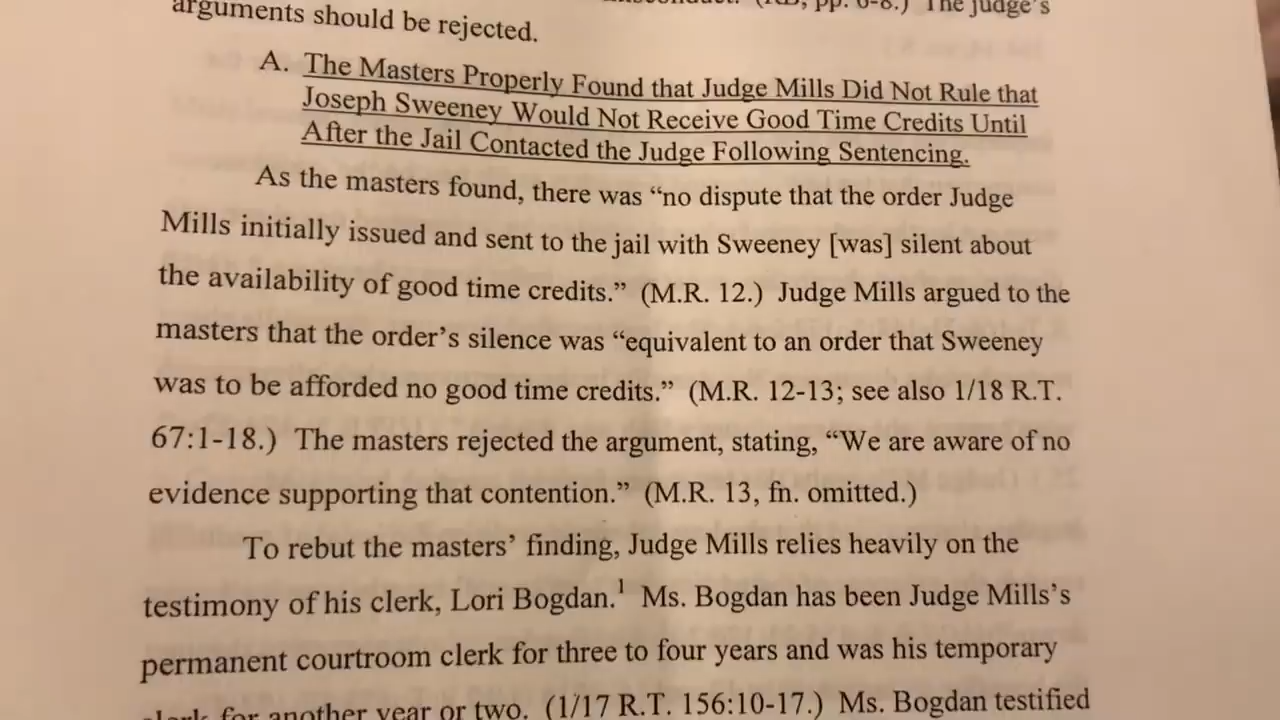 (RB, pp. 6-8.) The judge's
arguments should be rejected.
A. The Masters Properly Found that Judge Mills Did Not Rule that
Joseph Sweeney Would Not Receive Good Time Credits Until
After the Jail Contacted the Judge Following Sentencing.
As the masters found, there was “no dispute that the order Judge
Mills initially issued and sent to the jail with Sweeney [was] silent about
the availability of good time credits.” (M.R. 12.) Judge Mills argued to the
masters that the order’s silence was “equivalent to an order that Sweeney
was to be afforded no good time credits.” (M.R. 12-13; see also 1/18 R.T.
67:1-18.) The masters rejected the argument, stating, “We are aware of no
evidence supporting that contention.” (M.R. 13, fn. omitted.)
To rebut the masters’ finding, Judge Mills relies heavily on the
testimony of his clerk, Lori Bogdan.¹ Ms. Bogdan has been Judge Mills’s
permanent courtroom clerk for three to four years and was his temporary
clerk for another year or two. (1/17 R.T. 156:10-17.) Ms. Bogdan testified